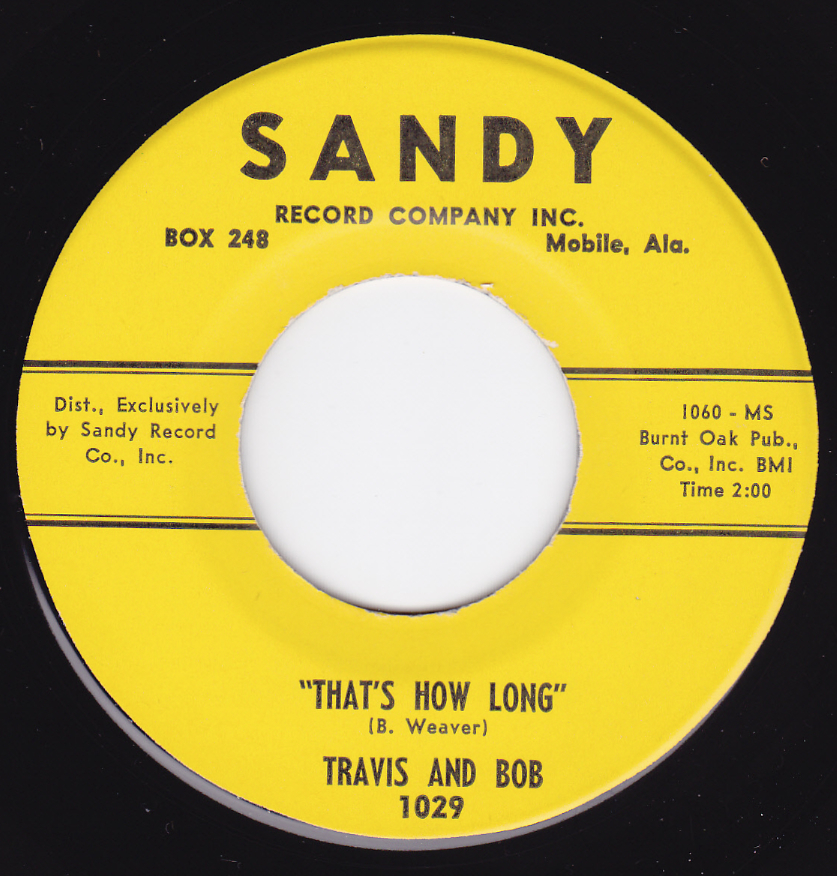 SANDY
RECORD COMPANY INC.
BOX 248
Mobile, Ala.
Dist., Exclusively
by Sandy Record
Co., Inc.
1060 - MS
Burnt Oak Pub.,
Co., Inc. BMI
Time 2:00
"THAT'S HOW LONG"
(B. Weaver)
TRAVIS AND BOB
1029